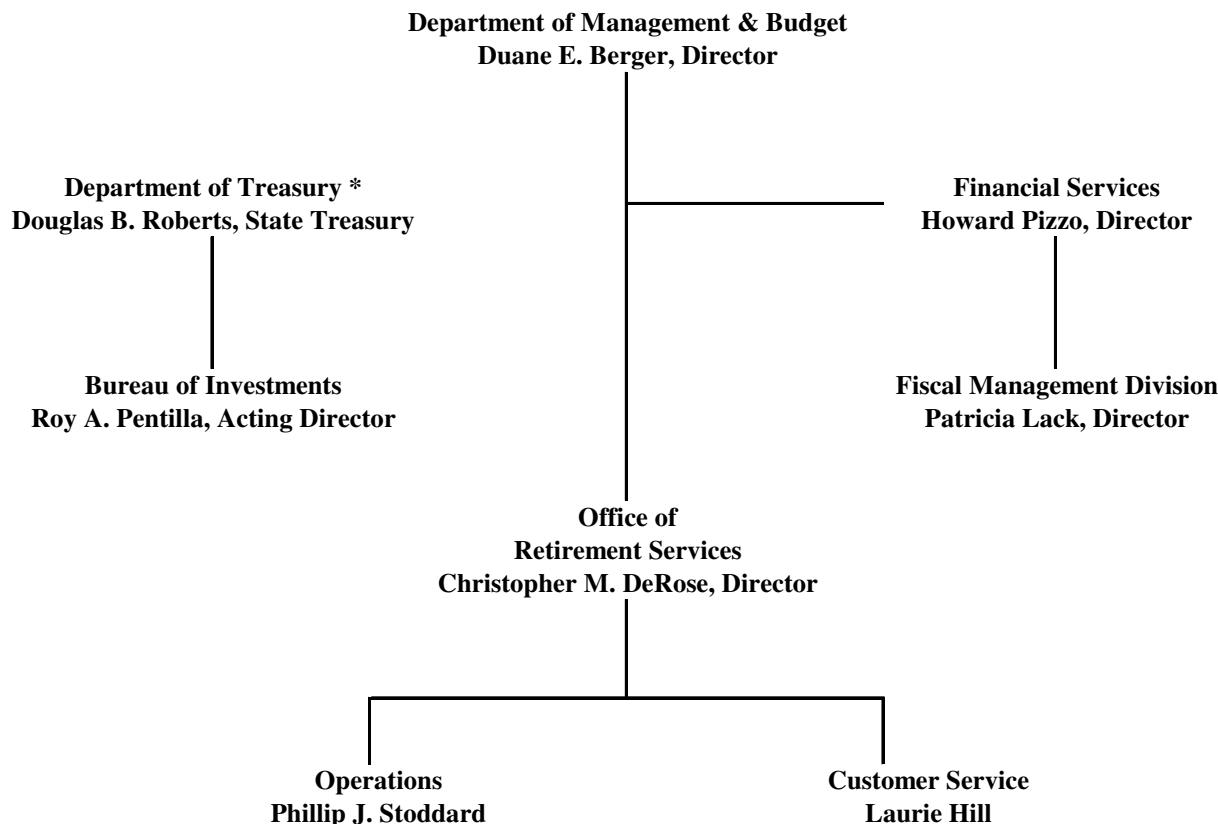 Department of Management & Budget
Duane E. Berger, Director
Department of Treasury *
Douglas B. Roberts, State Treasury
Financial Services
Howard Pizzo, Director
Bureau of Investments
Roy A. Pentilla, Acting Director
Fiscal Management Division
Patricia Lack, Director
Office of
Retirement Services
Christopher M. DeRose, Director
Operations
Phillip J. Stoddard
Customer Service
Laurie Hill